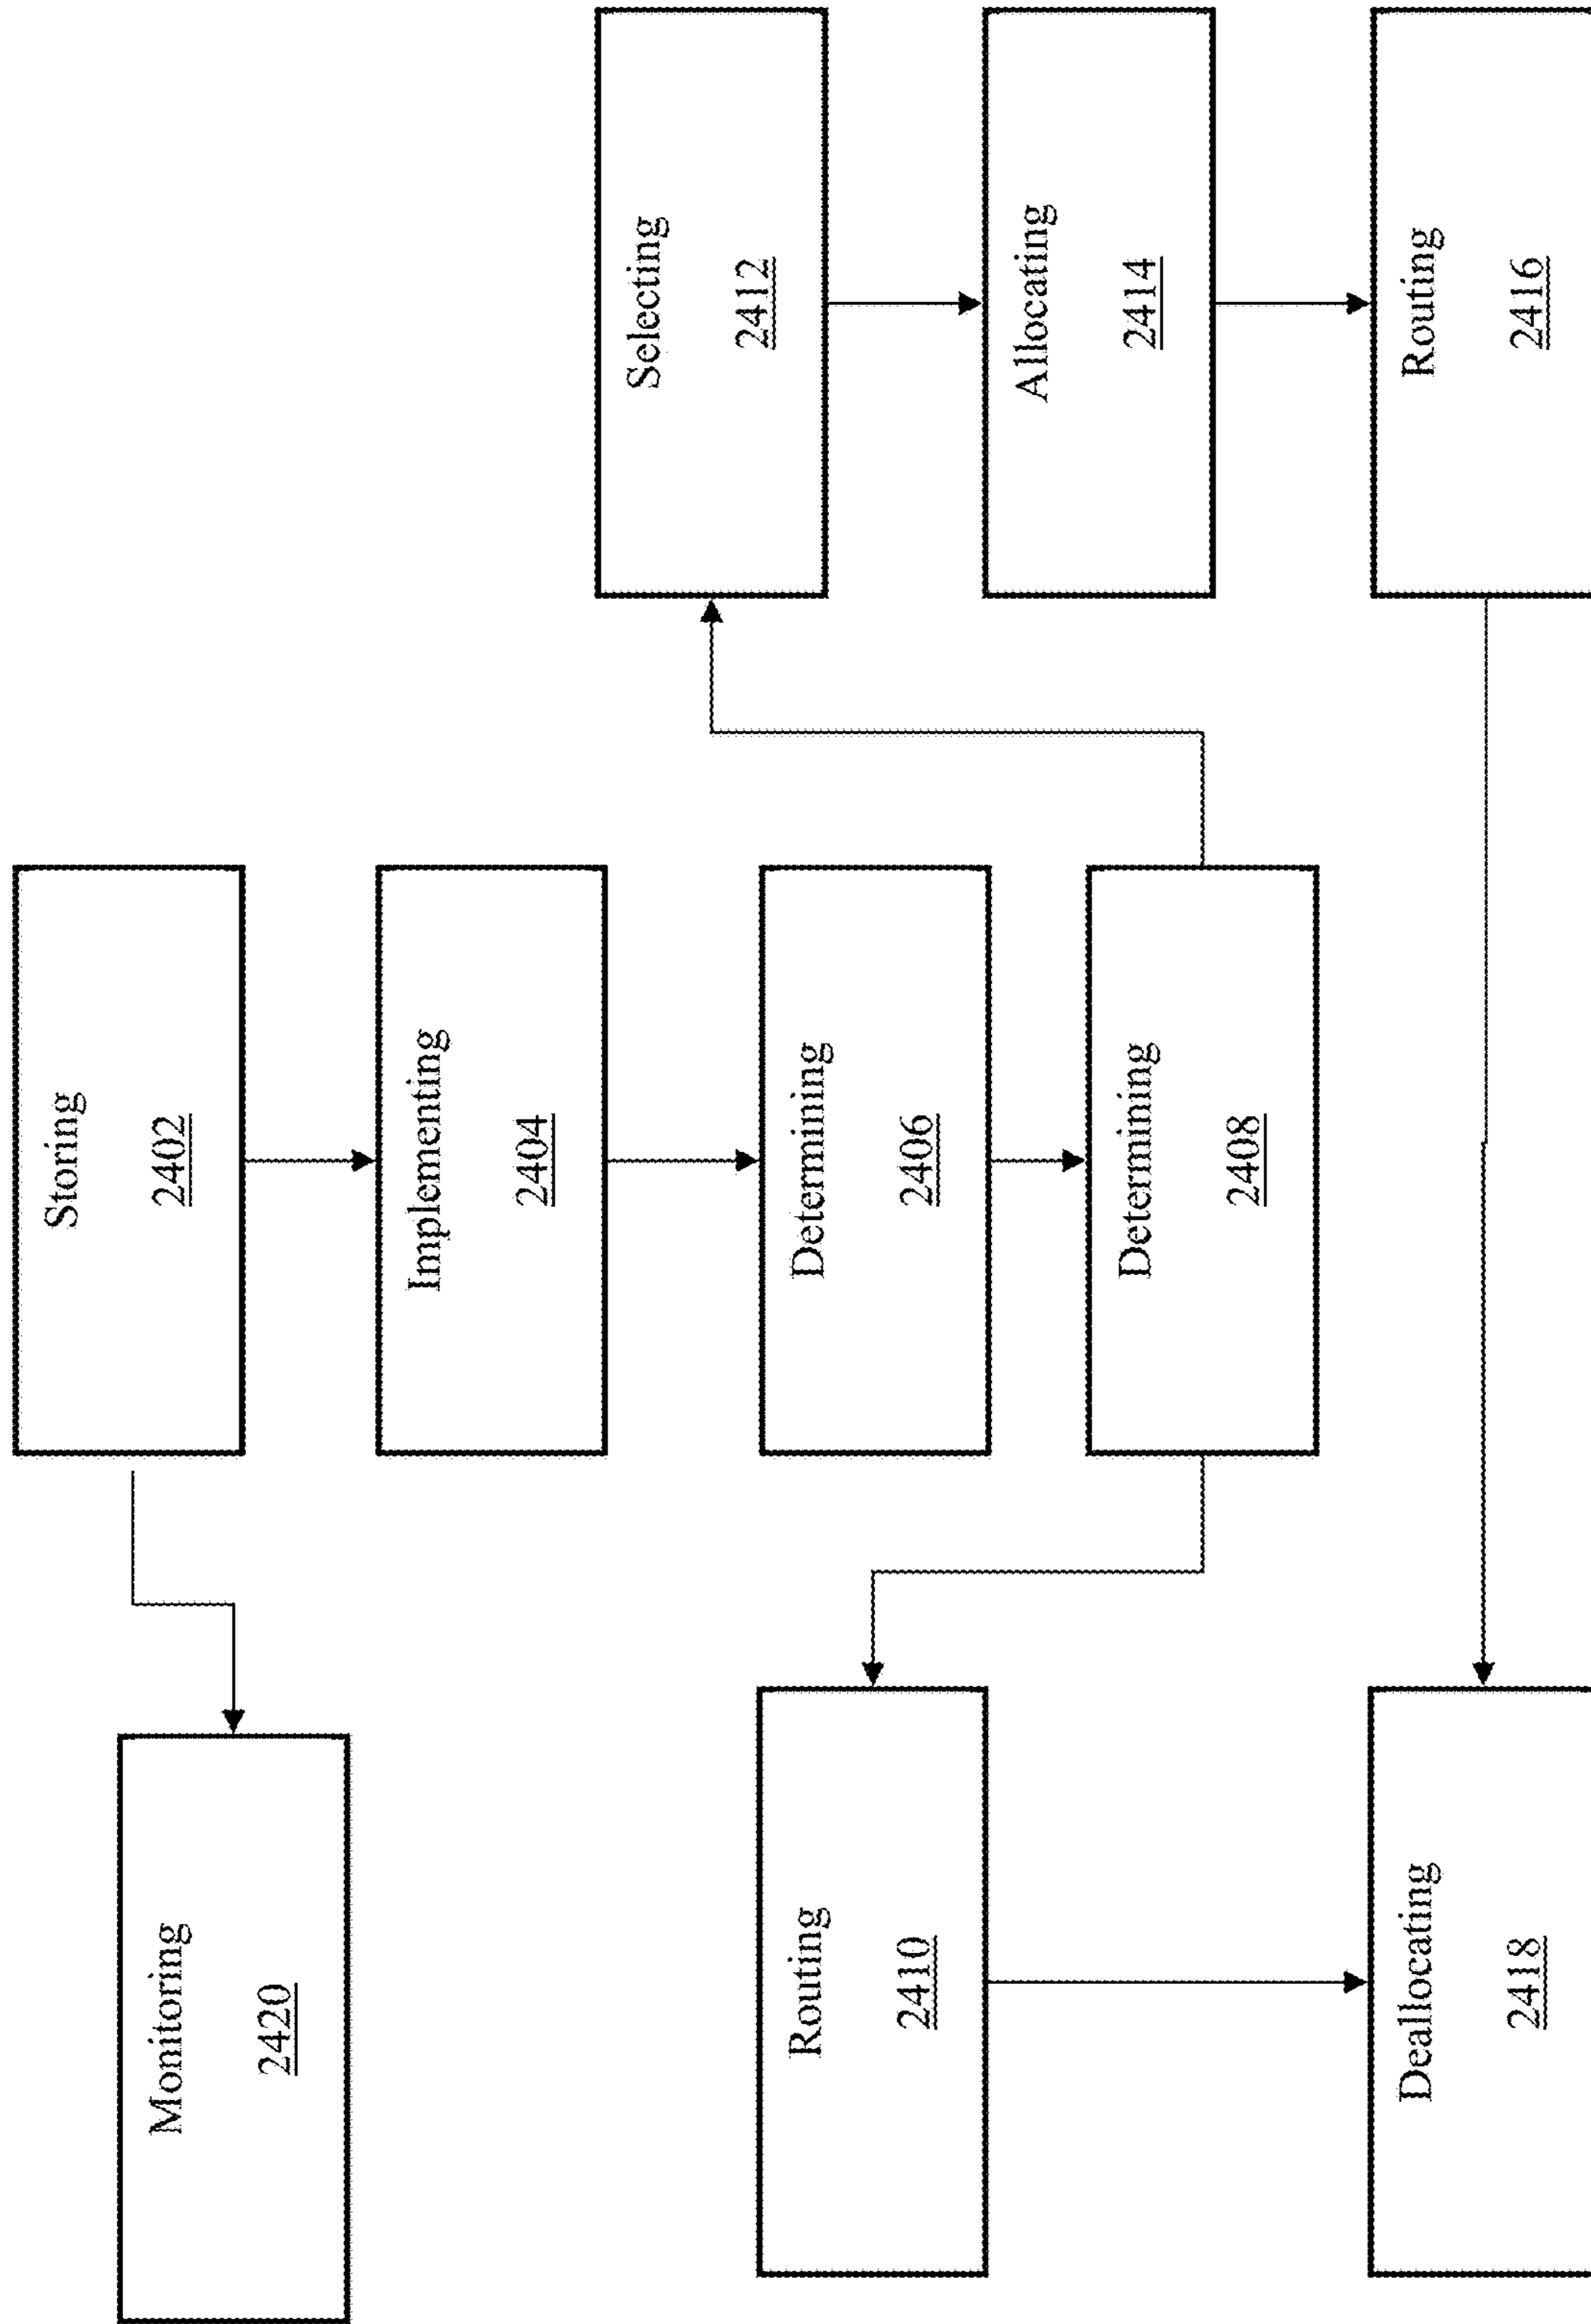 Storing
2402
Monitoring
2420
Implementing
2404
Determining
2406
Determining
2408
Routing
2410
Selecting
2412
Allocating
2414
Routing
2416
Deallocating
2418